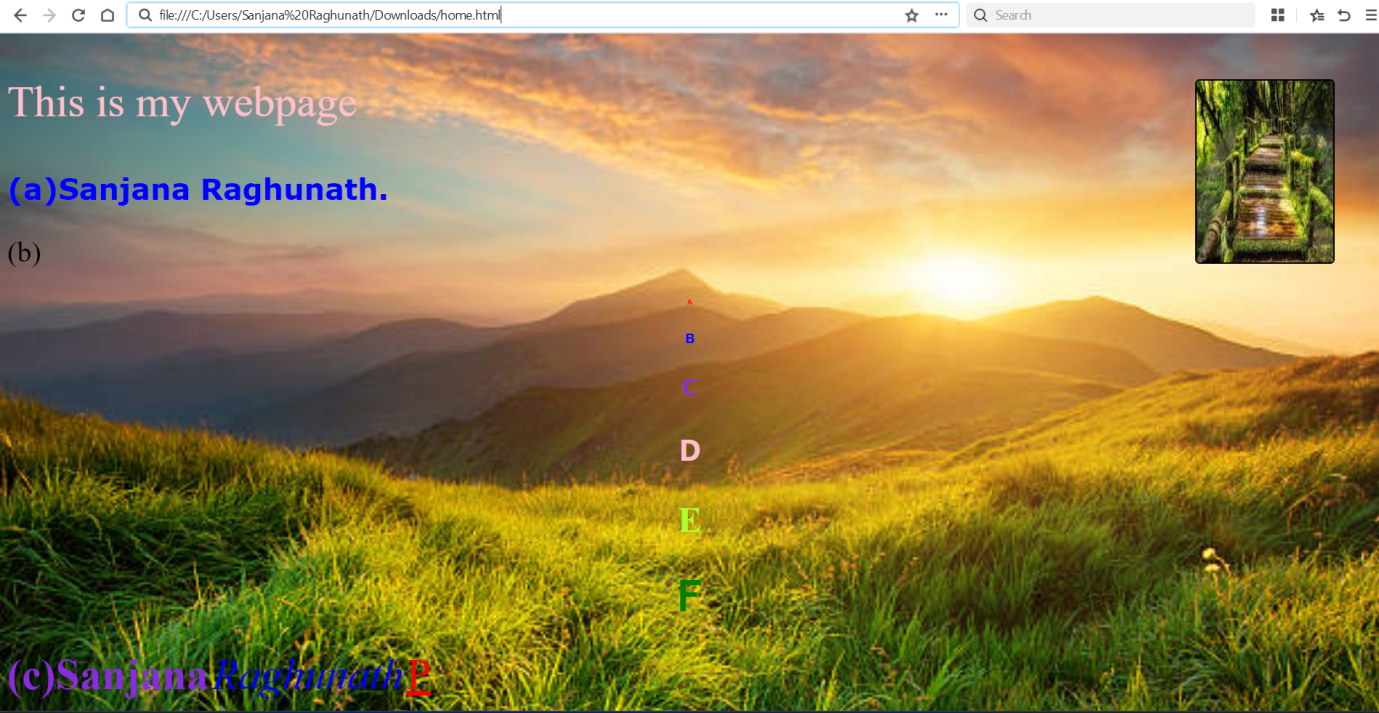 file:///C:/Users/Sanjana%20Raghunath/Downloads/home.html
Search
This is my webpage
(a)Sanjana Raghunath.
(b)
A
B
C
D
E
F
(c)SanjanaRaghunathP